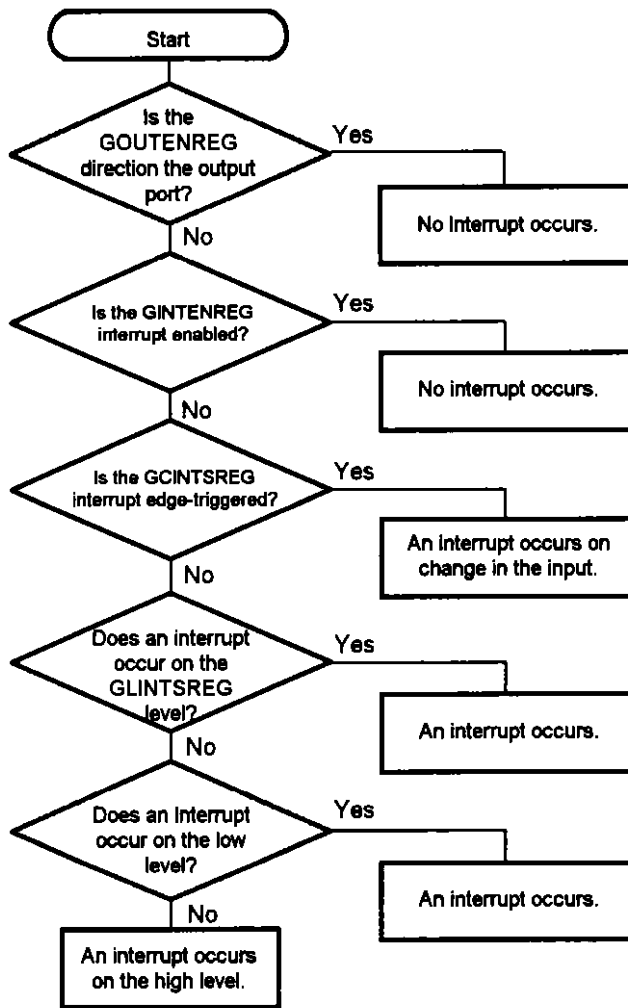 Start
Is the
GOUTENREG
direction the output
port?
Yes
No Interrupt occurs.
No
Is the GINTENREG
interrupt enabled?
Yes
No interrupt occurs.
No
Is the GCINTSREG
interrupt edge-triggered?
Yes
An interrupt occurs on
change in the input.
No
Does an interrupt
occur on the
GLINTSREG
level?
Yes
An interrupt occurs.
No
Does an Interrupt
occur on the low
level?
Yes
An interrupt occurs.
No
An interrupt occurs
on the high level.